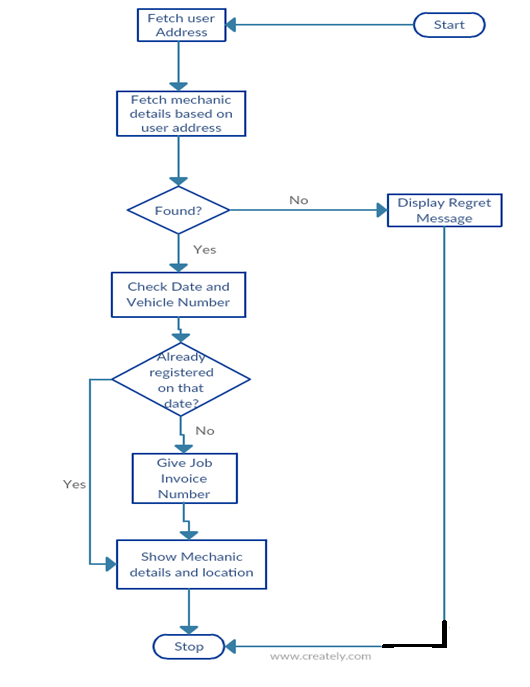 Fetch user
Address
Start
Fetch mechanic
details based on
user address
Found?
No
Display Regret
Message
Yes
Check Date and
Vehicle Number
Already
registered
on that
date?
No
Yes
Give Job
Invoice
Number
Show Mechanic
details and location
Stop
www.creately.com